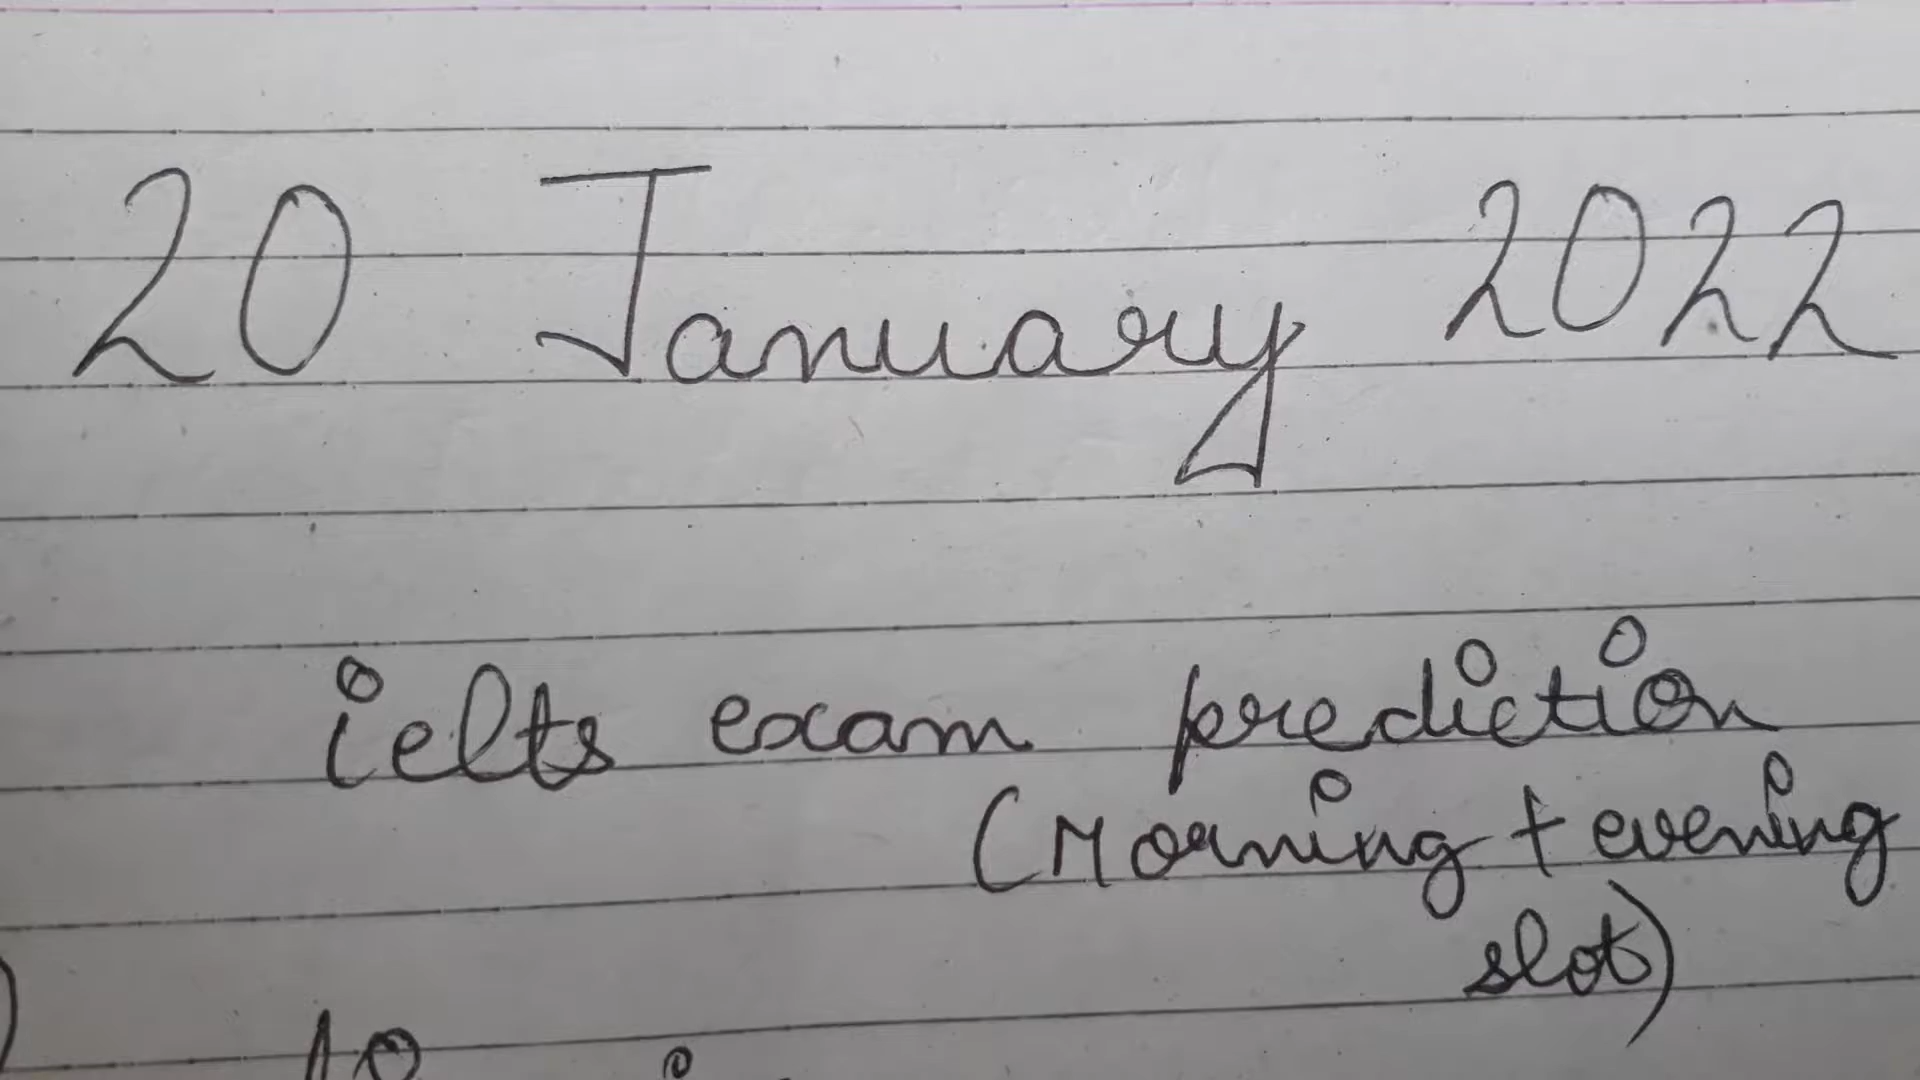 20 January 2022
ielts exam prediction
(Morning + evening
slot)